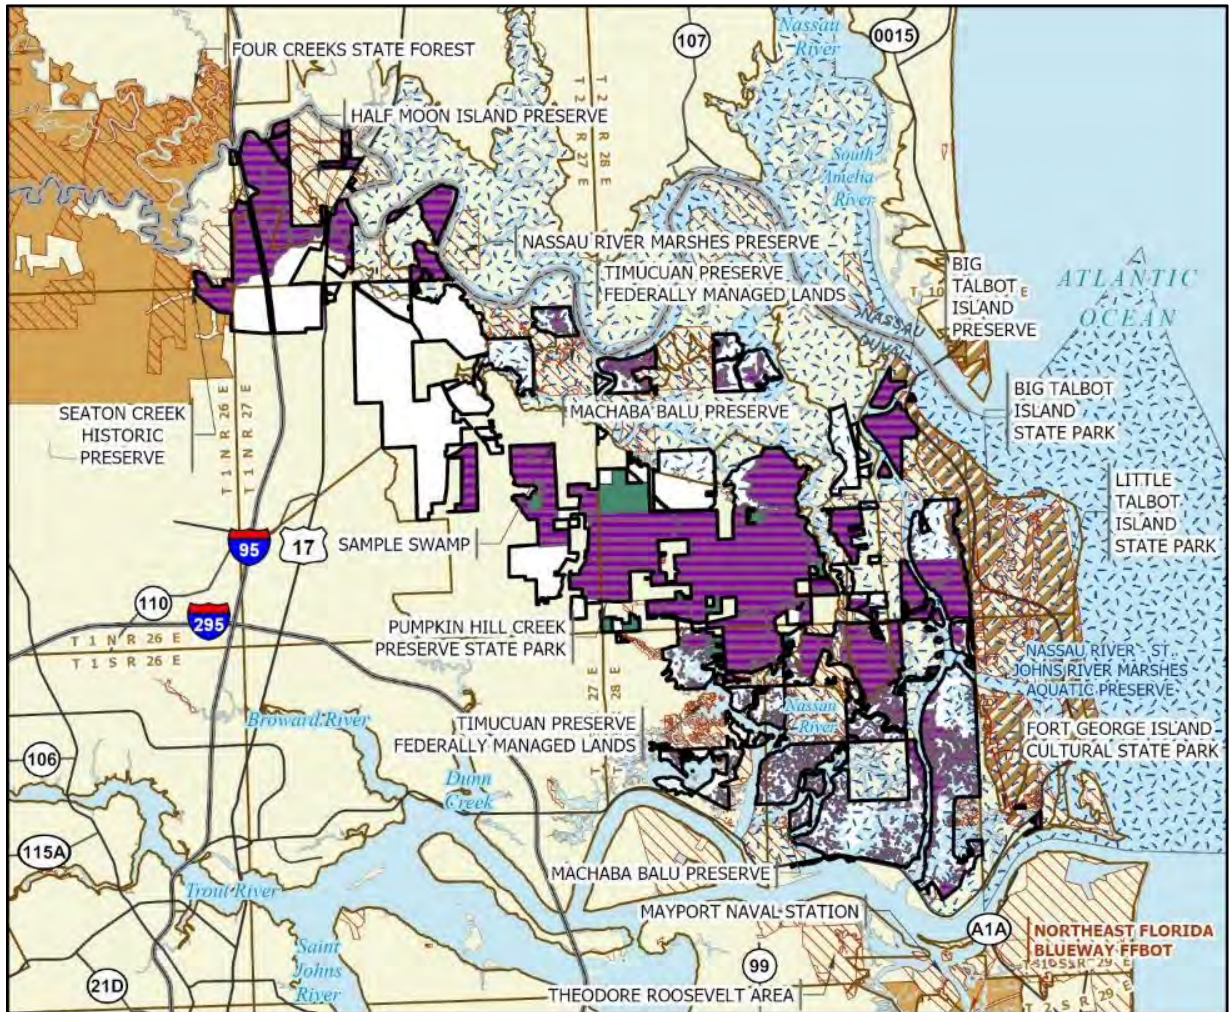 Nassau
River
107
0015
FOUR CREEKS STATE FOREST
HALF MOON ISLAND PRESERVE
T 2 N R 27 E
T 2 N R 28 E
South
Amelia
River
NASSAU RIVER MARSHES PRESERVE
TIMUCUAN PRESERVE
FEDERALLY MANAGED LANDS
BIG
TALBOT
ISLAND
PRESERVE
ATLANTIC
OCEAN
NASSAU
DUVAL
SEATON CREEK
HISTORIC
PRESERVE
T 1 N R 26 E
T 1 N R 27 E
MACHABA BALU PRESERVE
BIG TALBOT
ISLAND
STATE PARK
LITTLE
TALBOT
ISLAND
STATE PARK
95
17
SAMPLE SWAMP
110
295
T 1 N R 26 E
T 1 S R 26 E
PUMPKIN HILL CREEK
PRESERVE STATE PARK
NASSAU RIVER - ST.
JOHNS RIVER MARSHES
AQUATIC PRESERVE
Broward River
TIMUCUAN PRESERVE
FEDERALLY MANAGED LANDS
27 E
28 E
Nassau
River
FORT GEORGE ISLAND
CULTURAL STATE PARK
106
Dunn
Creek
115A
Trout River
MACHABA BALU PRESERVE
MAYPORT NAVAL STATION
A1A
NORTHEAST FLORIDA
BLUEWAY FFBOT
Saint
Johns
River
99
21D
THEODORE ROOSEVELT AREA
T 2 S R 29 E